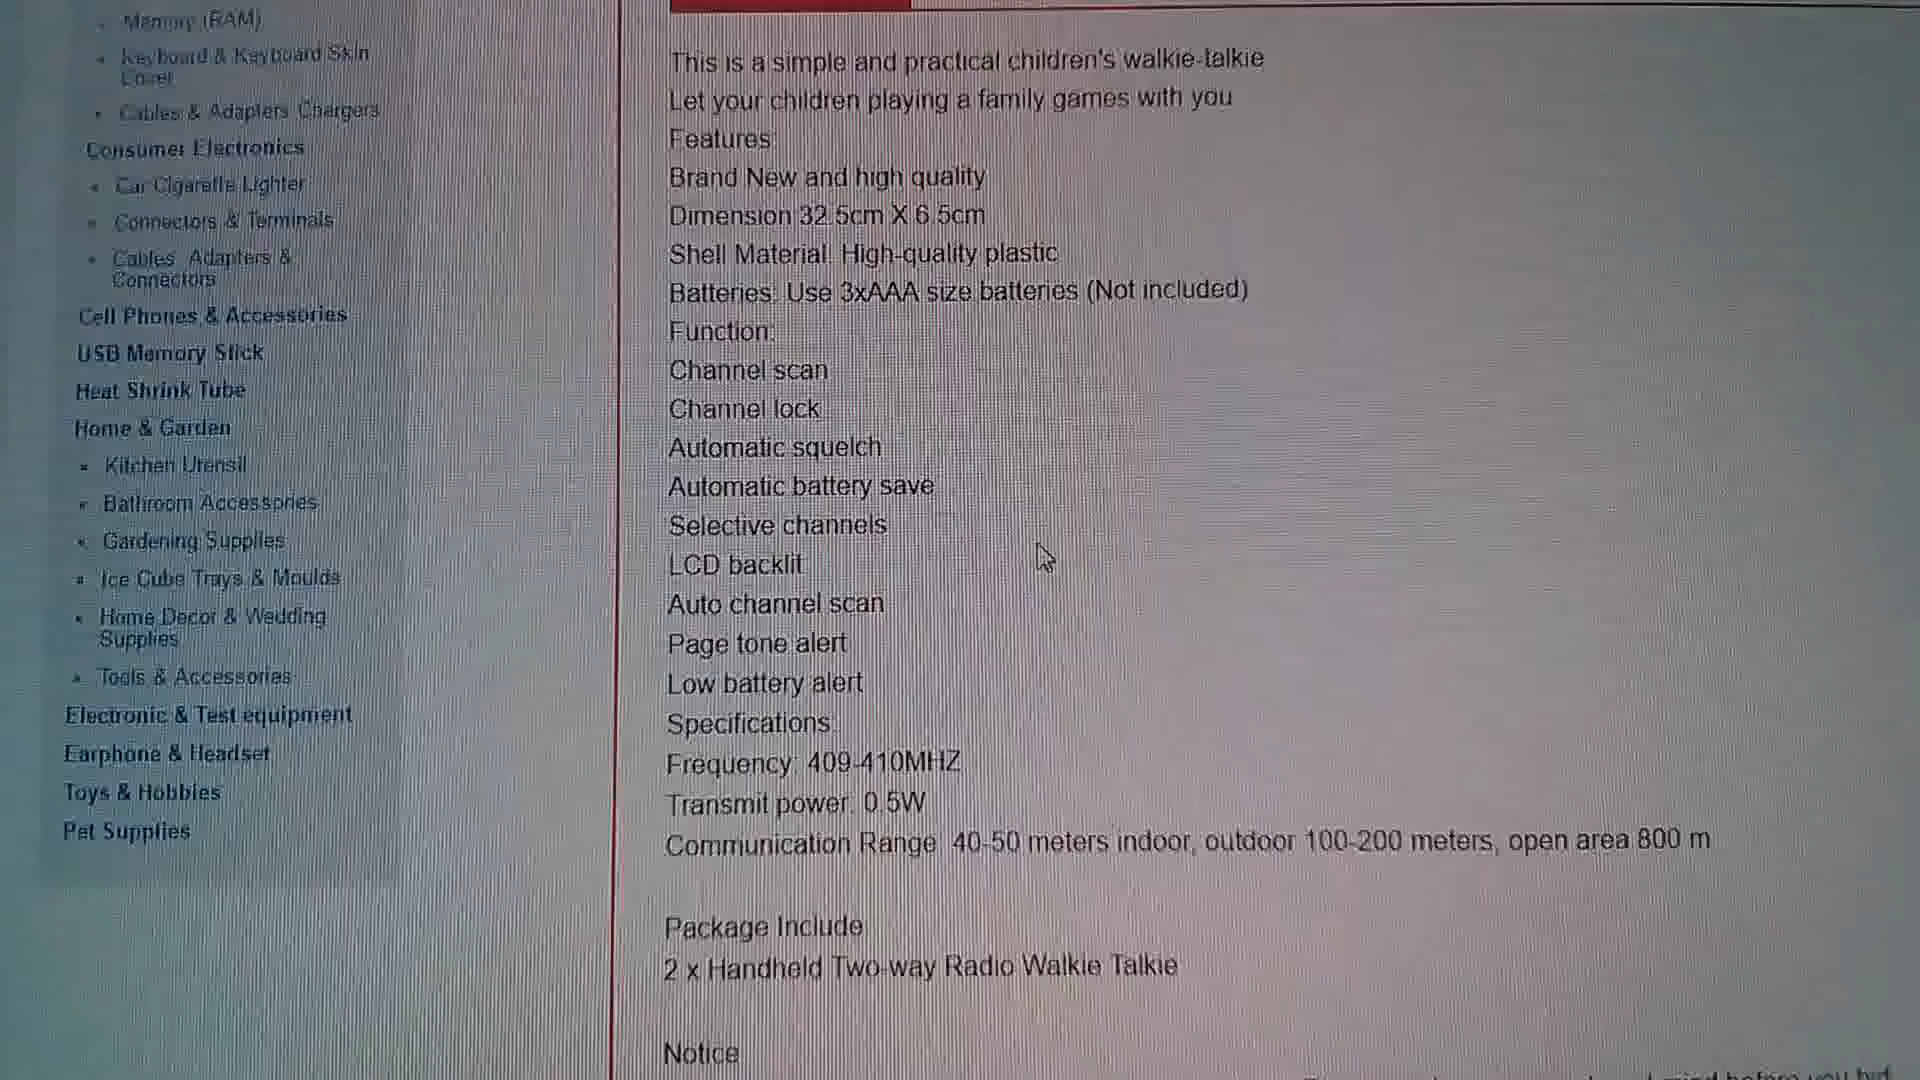 Memory (RAM)
Keyboard & Keyboard Skin
Cover
Cables & Adapters Chargers
Consumer Electronics
Car Cigarette Lighter
Connectors & Terminals
Cables, Adapters &
Connectors
Cell Phones & Accessories
USB Memory Stick
Heat Shrink Tube
Home & Garden
Kitchen Utensil
Bathroom Accessories
Gardening Supplies
Ice Cube Trays & Moulds
Home Decor & Wedding
Supplies
Tools & Accessories
Electronic & Test equipment
Earphone & Headset
Toys & Hobbies
Pet Supplies
This is a simple and practical children's walkie-talkie
Let your children playing a family games with you
Features:
Brand New and high quality
Dimension 32.5cm X 6.5cm
Shell Material: High-quality plastic
Batteries: Use 3xAAA size batteries (Not included)
Function:
Channel scan
Channel lock
Automatic squelch
Automatic battery save
Selective channels
LCD backlit
Auto channel scan
Page tone alert
Low battery alert
Specifications:
Frequency: 409-410MHZ
Transmit power: 0.5W
Communication Range: 40-50 meters indoor, outdoor 100-200 meters, open area 800 m
Package Include
2 x Handheld Two-way Radio Walkie Talkie
Notice
before you bid